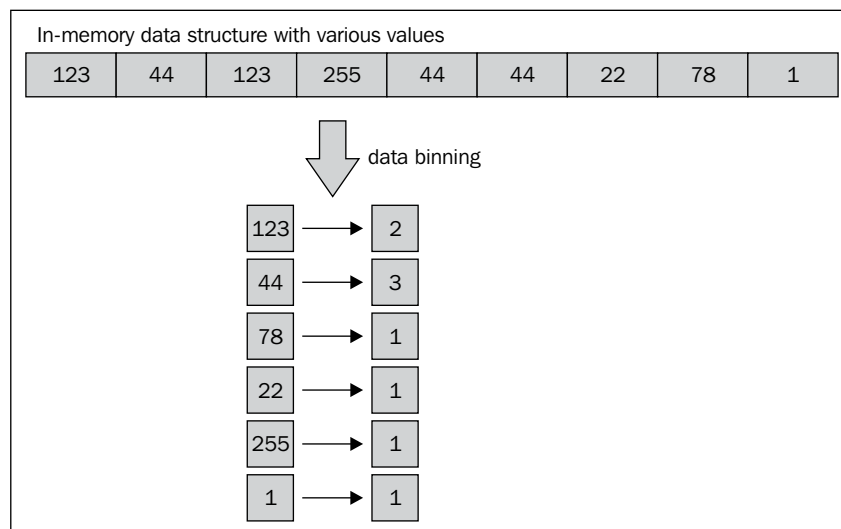 In-memory data structure with various values
123 44 123 255 44 44 22 78 1
data binning
123 2
44 3
78 1
22 1
255 1
1 1